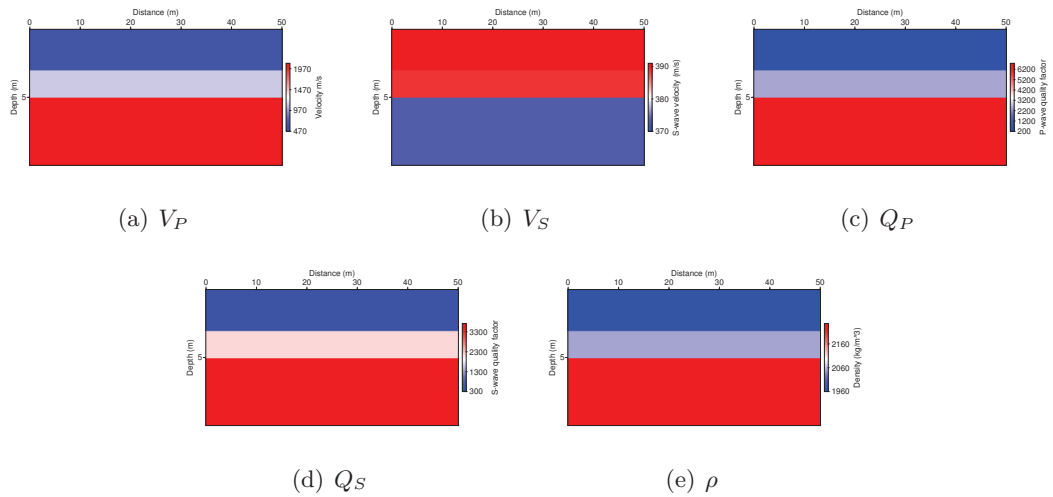 Distance (m)
0 10 20 30 40 50
Depth (m)
5
1970
1470
970
470
Velocity m/s
(a) V_P
Distance (m)
0 10 20 30 40 50
Depth (m)
5
390
380
370
S-wave velocity (m/s)
(b) V_S
Distance (m)
0 10 20 30 40 50
Depth (m)
5
6200
5200
4200
3200
2200
1200
200
P-wave quality factor
(c) Q_P
Distance (m)
0 10 20 30 40 50
Depth (m)
5
3300
2300
1300
300
S-wave quality factor
(d) Q_S
Distance (m)
0 10 20 30 40 50
Depth (m)
5
2160
2060
1960
Density (kg/m^3)
(e) ρ